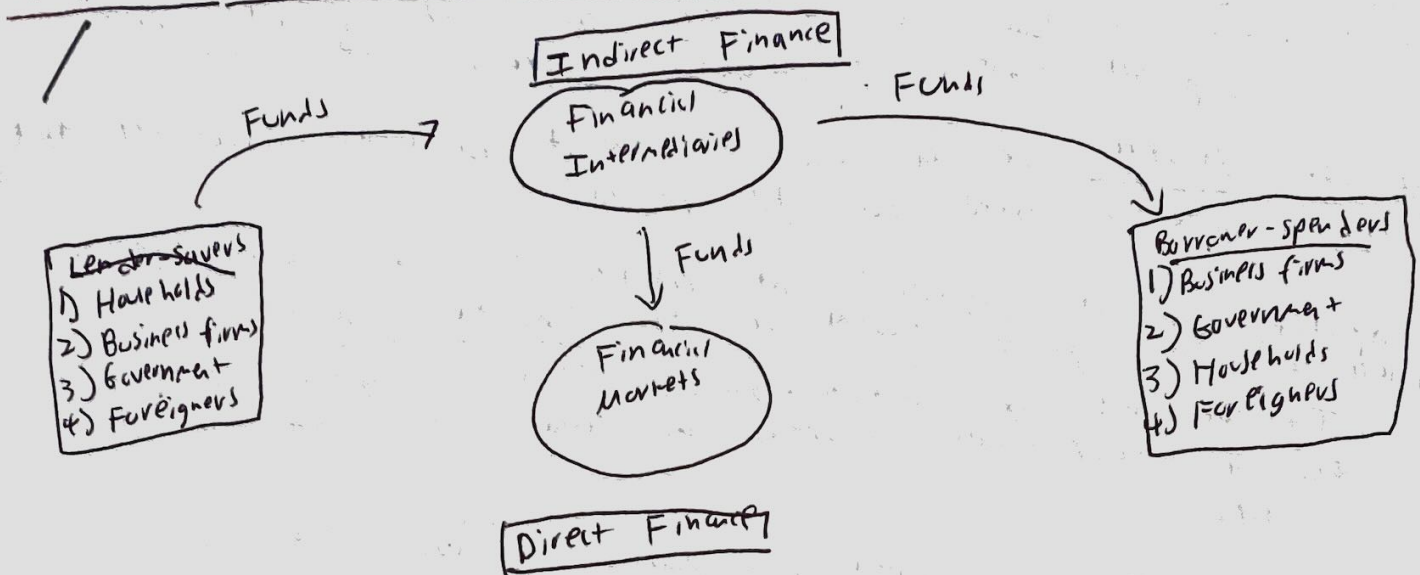 Indirect Finance
Funds
Financial
Intermediaries
Funds
Lender-Savers
1) Households
2) Business firms
3) Government
4) Foreigners
Funds
Borrower-spenders
1) Business firms
2) Government
3) Households
4) Foreigners
Financial
Markets
Direct Finance